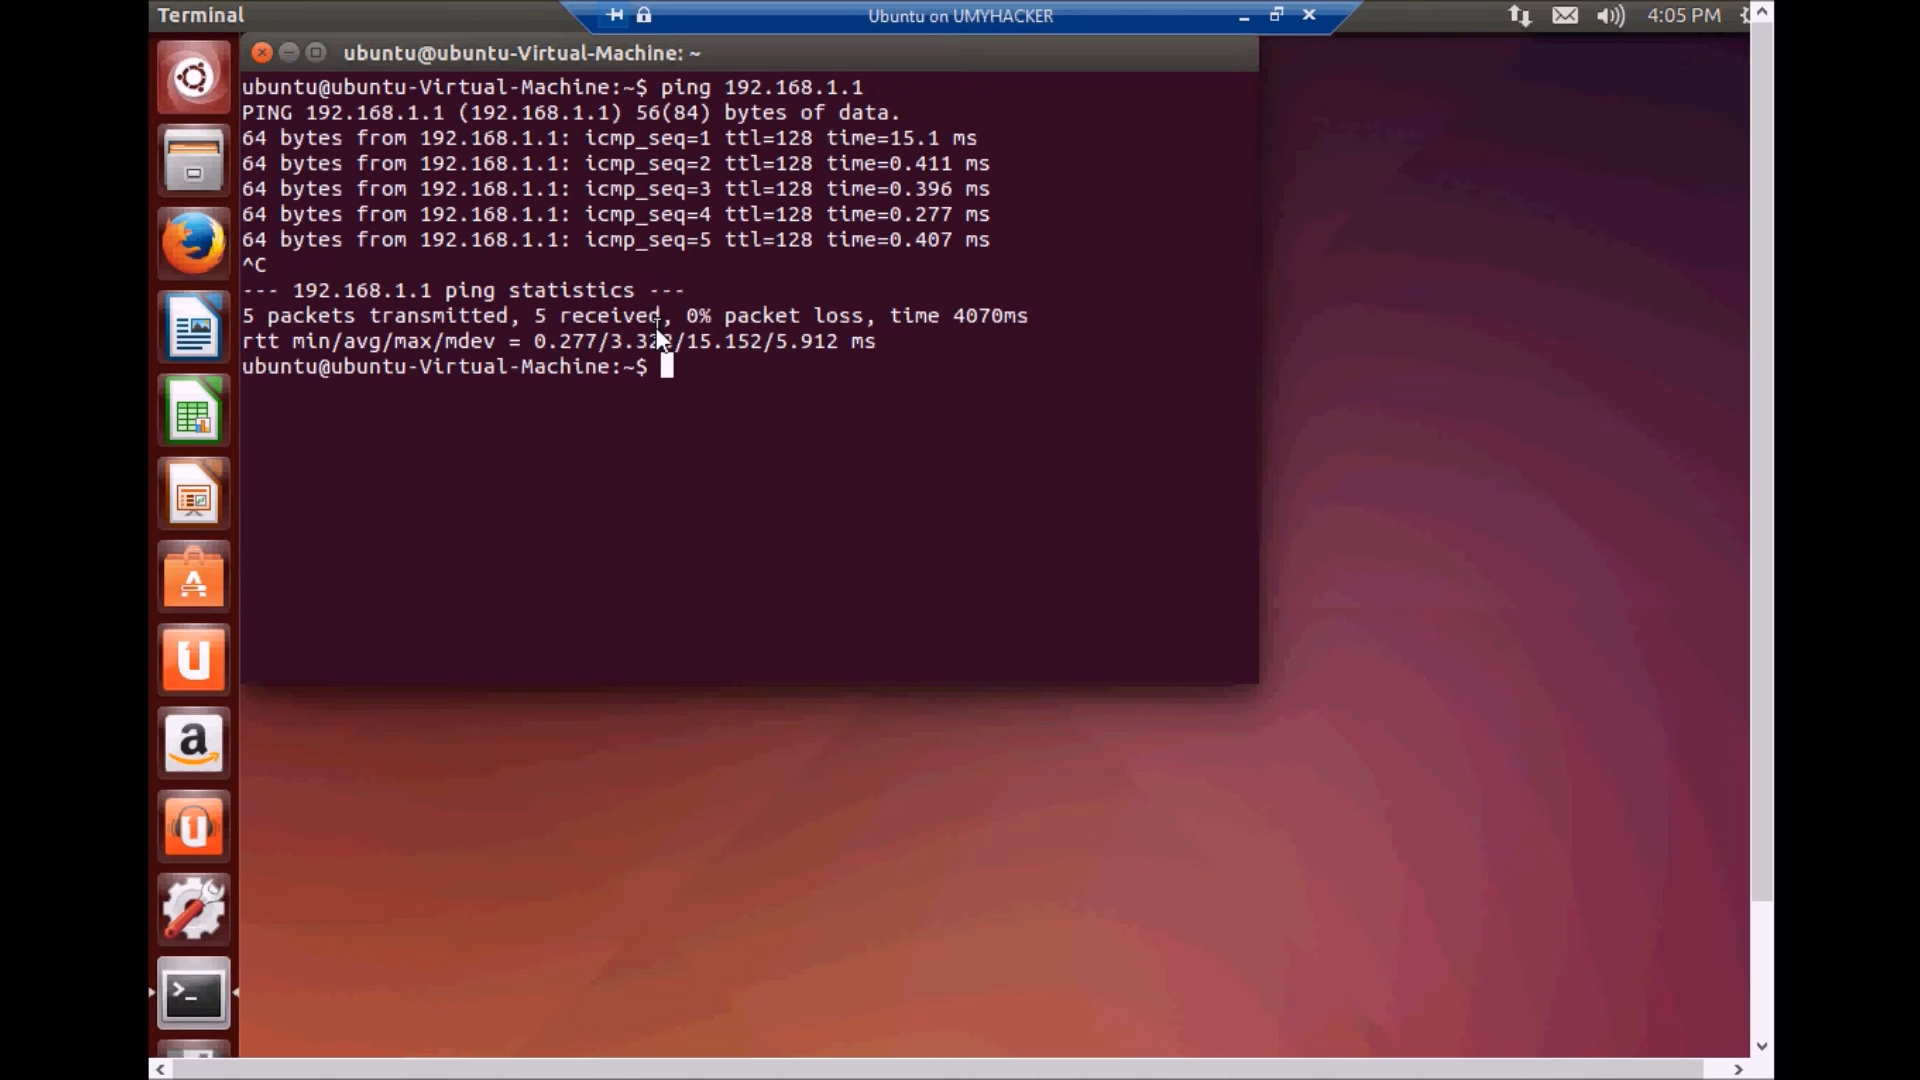 Terminal
Ubuntu on UMYHACKER
4:05 PM
ubuntu@ubuntu-Virtual-Machine: ~
ubuntu@ubuntu-Virtual-Machine:~$ ping 192.168.1.1
PING 192.168.1.1 (192.168.1.1) 56(84) bytes of data.
64 bytes from 192.168.1.1: icmp_seq=1 ttl=128 time=15.1 ms
64 bytes from 192.168.1.1: icmp_seq=2 ttl=128 time=0.411 ms
64 bytes from 192.168.1.1: icmp_seq=3 ttl=128 time=0.396 ms
64 bytes from 192.168.1.1: icmp_seq=4 ttl=128 time=0.277 ms
64 bytes from 192.168.1.1: icmp_seq=5 ttl=128 time=0.407 ms
^C
--- 192.168.1.1 ping statistics ---
5 packets transmitted, 5 received, 0% packet loss, time 4070ms
rtt min/avg/max/mdev = 0.277/3.322/15.152/5.912 ms
ubuntu@ubuntu-Virtual-Machine:~$